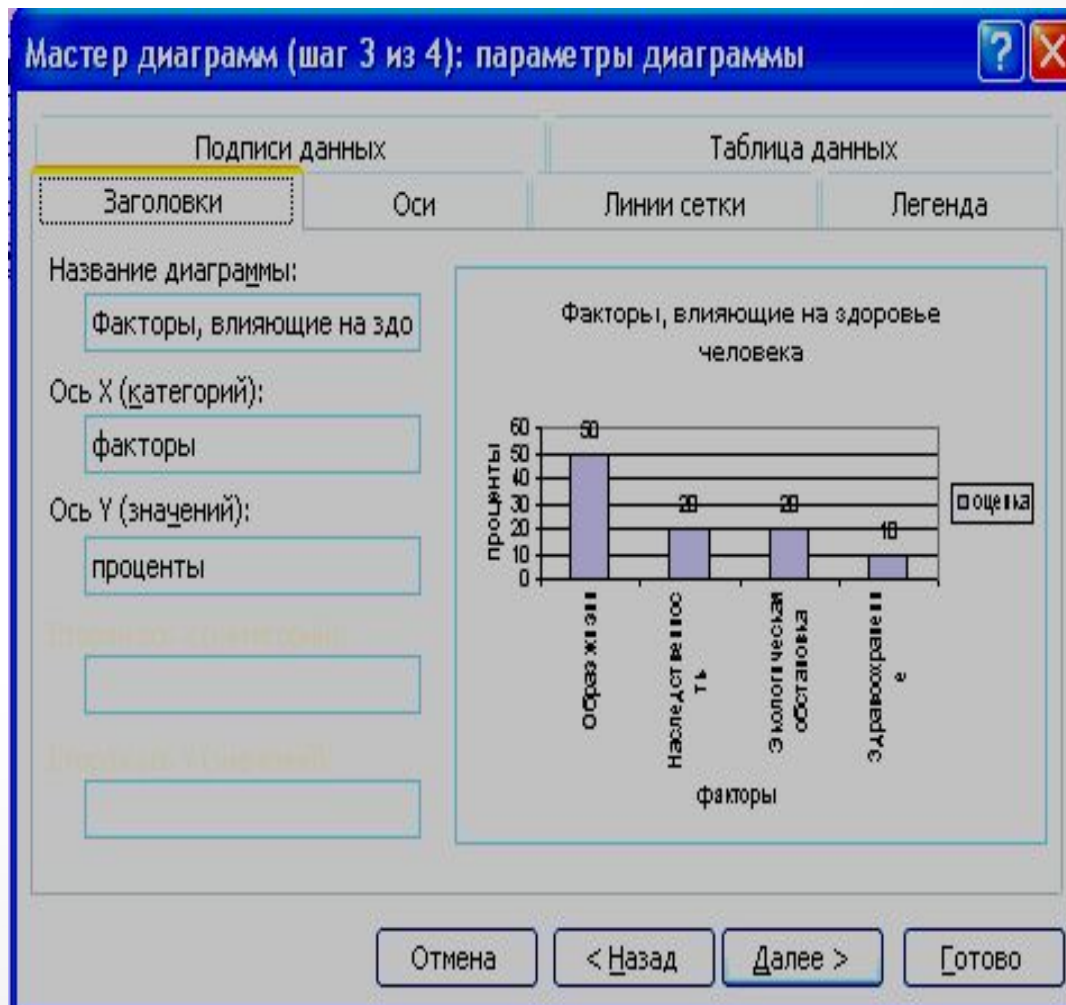 Мастер диаграмм (шаг 3 из 4): параметры диаграммы
Подписи данных
Таблица данных
Заголовки
Оси
Линии сетки
Легенда
Название диаграммы:
Факторы, влияющие на здо
Ось X (категорий):
факторы
Ось Y (значений):
проценты
Факторы, влияющие на здоровье
человека
проценты
60
50
40
30
20
10
0
50
20
20
10
Образ жизни
Наследственнос
ть
Экологическая
обстановка
Здравоохранени
е
факторы
оценка
Отмена
< Назад
Далее >
Готово